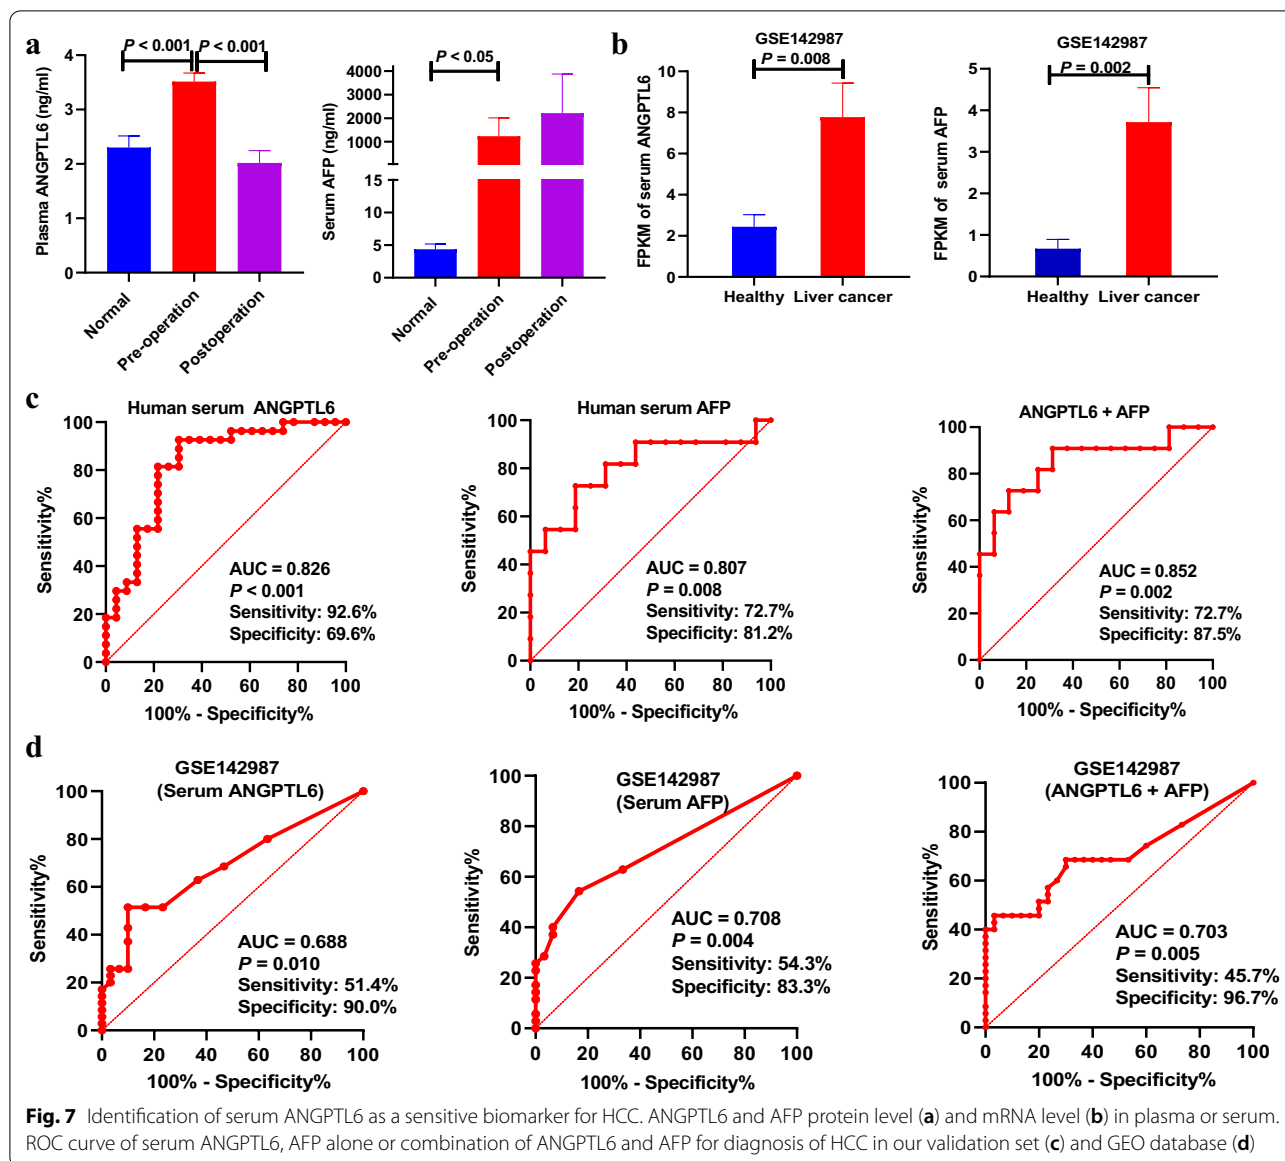 a
P < 0.001 P < 0.001
Plasma ANGPTL6 (ng/ml)
4
3
2
1
0
Normal
Pre-operation
Postoperation
P < 0.05
Serum AFP (ng/ml)
4000
3000
2000
1000
15
10
5
0
Normal
Pre-operation
Postoperation
b
GSE142987
P = 0.008
FPKM of serum ANGPTL6
10
8
6
4
2
0
Healthy Liver cancer
GSE142987
P = 0.002
FPKM of serum AFP
5
4
3
2
1
0
Healthy Liver cancer
c
Human serum ANGPTL6
Sensitivity%
100
80
60
40
20
0
AUC = 0.826
P < 0.001
Sensitivity: 92.6%
Specificity: 69.6%
0 20 40 60 80 100
100% - Specificity%
Human serum AFP
Sensitivity%
100
80
60
40
20
0
AUC = 0.807
P = 0.008
Sensitivity: 72.7%
Specificity: 81.2%
0 20 40 60 80 100
100% - Specificity%
ANGPTL6 + AFP
Sensitivity%
100
80
60
40
20
0
AUC = 0.852
P = 0.002
Sensitivity: 72.7%
Specificity: 87.5%
0 20 40 60 80 100
100% - Specificity%
d
GSE142987
(Serum ANGPTL6)
Sensitivity%
100
80
60
40
20
0
AUC = 0.688
P = 0.010
Sensitivity: 51.4%
Specificity: 90.0%
0 20 40 60 80 100
100% - Specificity%
GSE142987
(Serum AFP)
Sensitivity%
100
80
60
40
20
0
AUC = 0.708
P = 0.004
Sensitivity: 54.3%
Specificity: 83.3%
0 20 40 60 80 100
100% - Specificity%
GSE142987
(ANGPTL6 + AFP)
Sensitivity%
100
80
60
40
20
0
AUC = 0.703
P = 0.005
Sensitivity: 45.7%
Specificity: 96.7%
0 20 40 60 80 100
100% - Specificity%
Fig. 7 Identification of serum ANGPTL6 as a sensitive biomarker for HCC. ANGPTL6 and AFP protein level (a) and mRNA level (b) in plasma or serum.
ROC curve of serum ANGPTL6, AFP alone or combination of ANGPTL6 and AFP for diagnosis of HCC in our validation set (c) and GEO database (d)